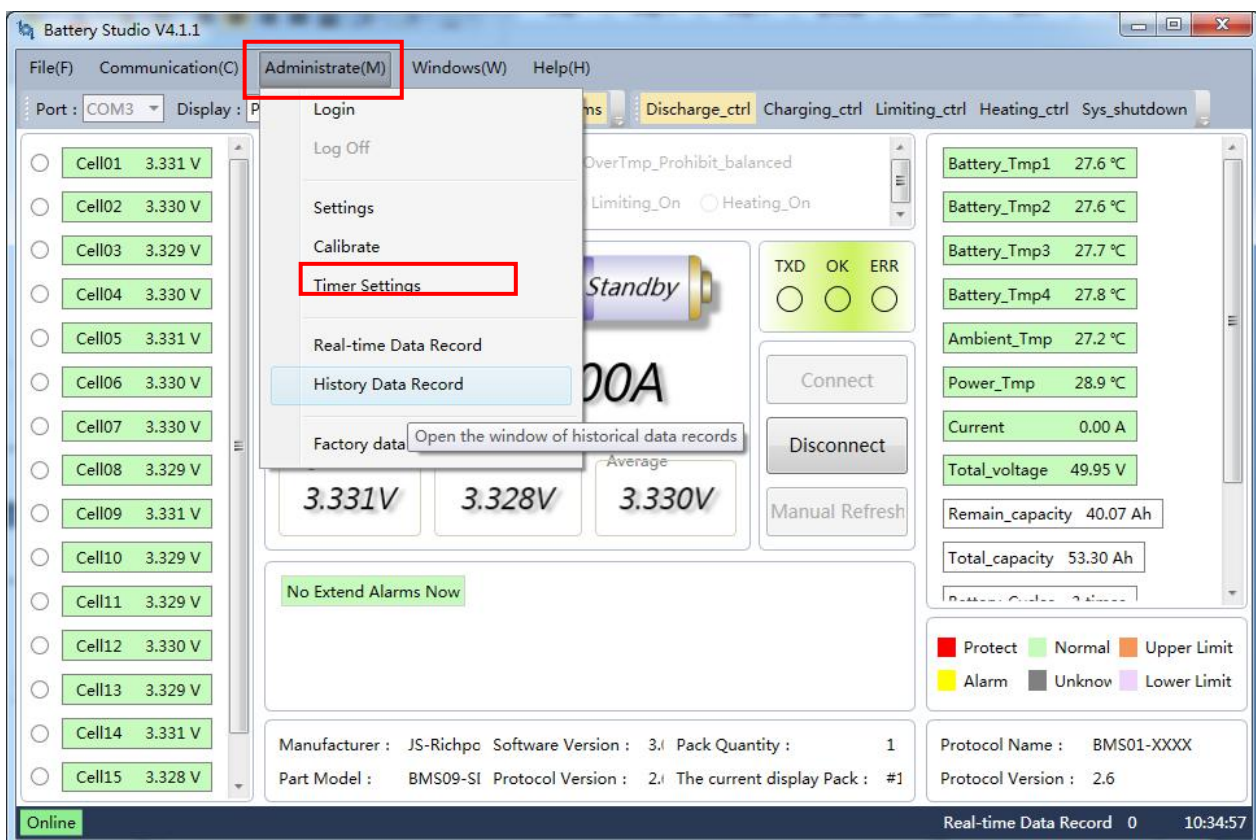 Battery Studio V4.1.1
File(F) Communication(C) Administrate(M) Windows(W) Help(H)
Port : COM3 Display : P
Discharge_ctrl Charging_ctrl Limiting_ctrl Heating_ctrl Sys_shutdown
Login
Log Off
Settings
Calibrate
Timer Settings
Real-time Data Record
History Data Record
Factory data
Open the window of historical data records
Cell01 3.331 V
Cell02 3.330 V
Cell03 3.329 V
Cell04 3.330 V
Cell05 3.331 V
Cell06 3.330 V
Cell07 3.330 V
Cell08 3.329 V
Cell09 3.331 V
Cell10 3.329 V
Cell11 3.329 V
Cell12 3.330 V
Cell13 3.329 V
Cell14 3.331 V
Cell15 3.328 V
OverTmp_Prohibit_balanced
Limiting_On Heating_On
Standby
00A
Average
3.331V 3.328V 3.330V
TXD OK ERR
Connect
Disconnect
Manual Refresh
No Extend Alarms Now
Manufacturer : JS-Richpo Software Version : 3. Pack Quantity : 1
Part Model : BMS09-SI Protocol Version : 2. The current display Pack : #1
Battery_Tmp1 27.6 ℃
Battery_Tmp2 27.6 ℃
Battery_Tmp3 27.7 ℃
Battery_Tmp4 27.8 ℃
Ambient_Tmp 27.2 ℃
Power_Tmp 28.9 ℃
Current 0.00 A
Total_voltage 49.95 V
Remain_capacity 40.07 Ah
Total_capacity 53.30 Ah
Protect Normal Upper Limit
Alarm Unknow Lower Limit
Protocol Name : BMS01-XXXX
Protocol Version : 2.6
Online
Real-time Data Record 0 10:34:57